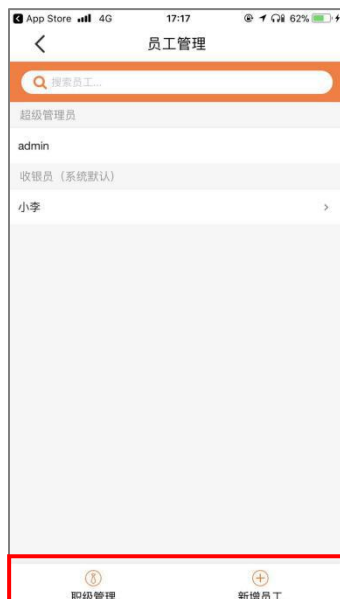 App Store 4G 17:17 62%
员工管理
搜索员工...
超级管理员
admin
收银员（系统默认）
小李
职级管理 新增员工